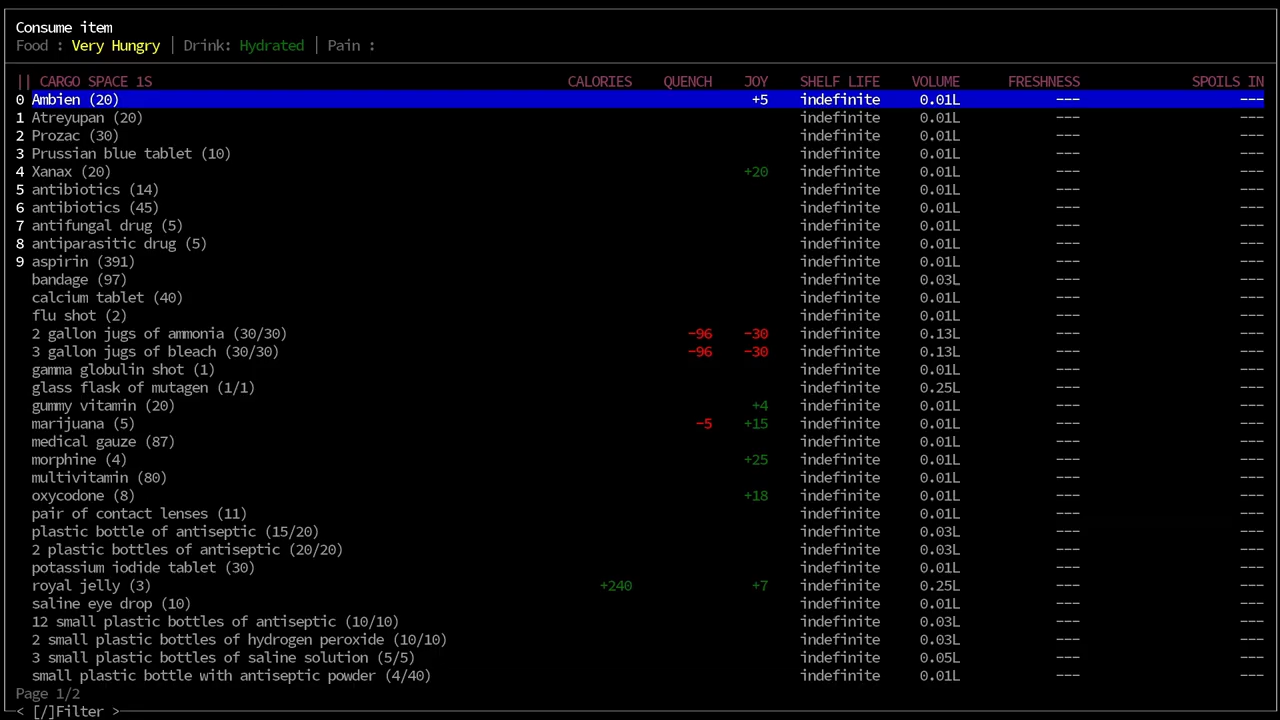 Consume item
Food : Very Hungry | Drink: Hydrated | Pain :
|| CARGO SPACE 1S CALORIES QUENCH JOY SHELF LIFE VOLUME FRESHNESS SPOILS IN
0 Ambien (20) +5 indefinite 0.01L --- ---
1 Atreyupan (20) indefinite 0.01L --- ---
2 Prozac (30) indefinite 0.01L --- ---
3 Prussian blue tablet (10) indefinite 0.01L --- ---
4 Xanax (20) +20 indefinite 0.01L --- ---
5 antibiotics (14) indefinite 0.01L --- ---
6 antibiotics (45) indefinite 0.01L --- ---
7 antifungal drug (5) indefinite 0.01L --- ---
8 antiparasitic drug (5) indefinite 0.01L --- ---
9 aspirin (391) indefinite 0.01L --- ---
bandage (97) indefinite 0.03L --- ---
calcium tablet (40) indefinite 0.01L --- ---
flu shot (2) indefinite 0.01L --- ---
2 gallon jugs of ammonia (30/30) -96 -30 indefinite 0.13L --- ---
3 gallon jugs of bleach (30/30) -96 -30 indefinite 0.13L --- ---
gamma globulin shot (1) indefinite 0.01L --- ---
glass flask of mutagen (1/1) indefinite 0.25L --- ---
gummy vitamin (20) +4 indefinite 0.01L --- ---
marijuana (5) -5 +15 indefinite 0.01L --- ---
medical gauze (87) indefinite 0.01L --- ---
morphine (4) +25 indefinite 0.01L --- ---
multivitamin (80) indefinite 0.01L --- ---
oxycodone (8) +18 indefinite 0.01L --- ---
pair of contact lenses (11) indefinite 0.01L --- ---
plastic bottle of antiseptic (15/20) indefinite 0.03L --- ---
2 plastic bottles of antiseptic (20/20) indefinite 0.03L --- ---
potassium iodide tablet (30) indefinite 0.01L --- ---
royal jelly (3) +240 +7 indefinite 0.25L --- ---
saline eye drop (10) indefinite 0.01L --- ---
12 small plastic bottles of antiseptic (10/10) indefinite 0.03L --- ---
2 small plastic bottles of hydrogen peroxide (10/10) indefinite 0.03L --- ---
3 small plastic bottles of saline solution (5/5) indefinite 0.05L --- ---
small plastic bottle with antiseptic powder (4/40) indefinite 0.01L --- ---
Page 1/2
< [/]Filter >